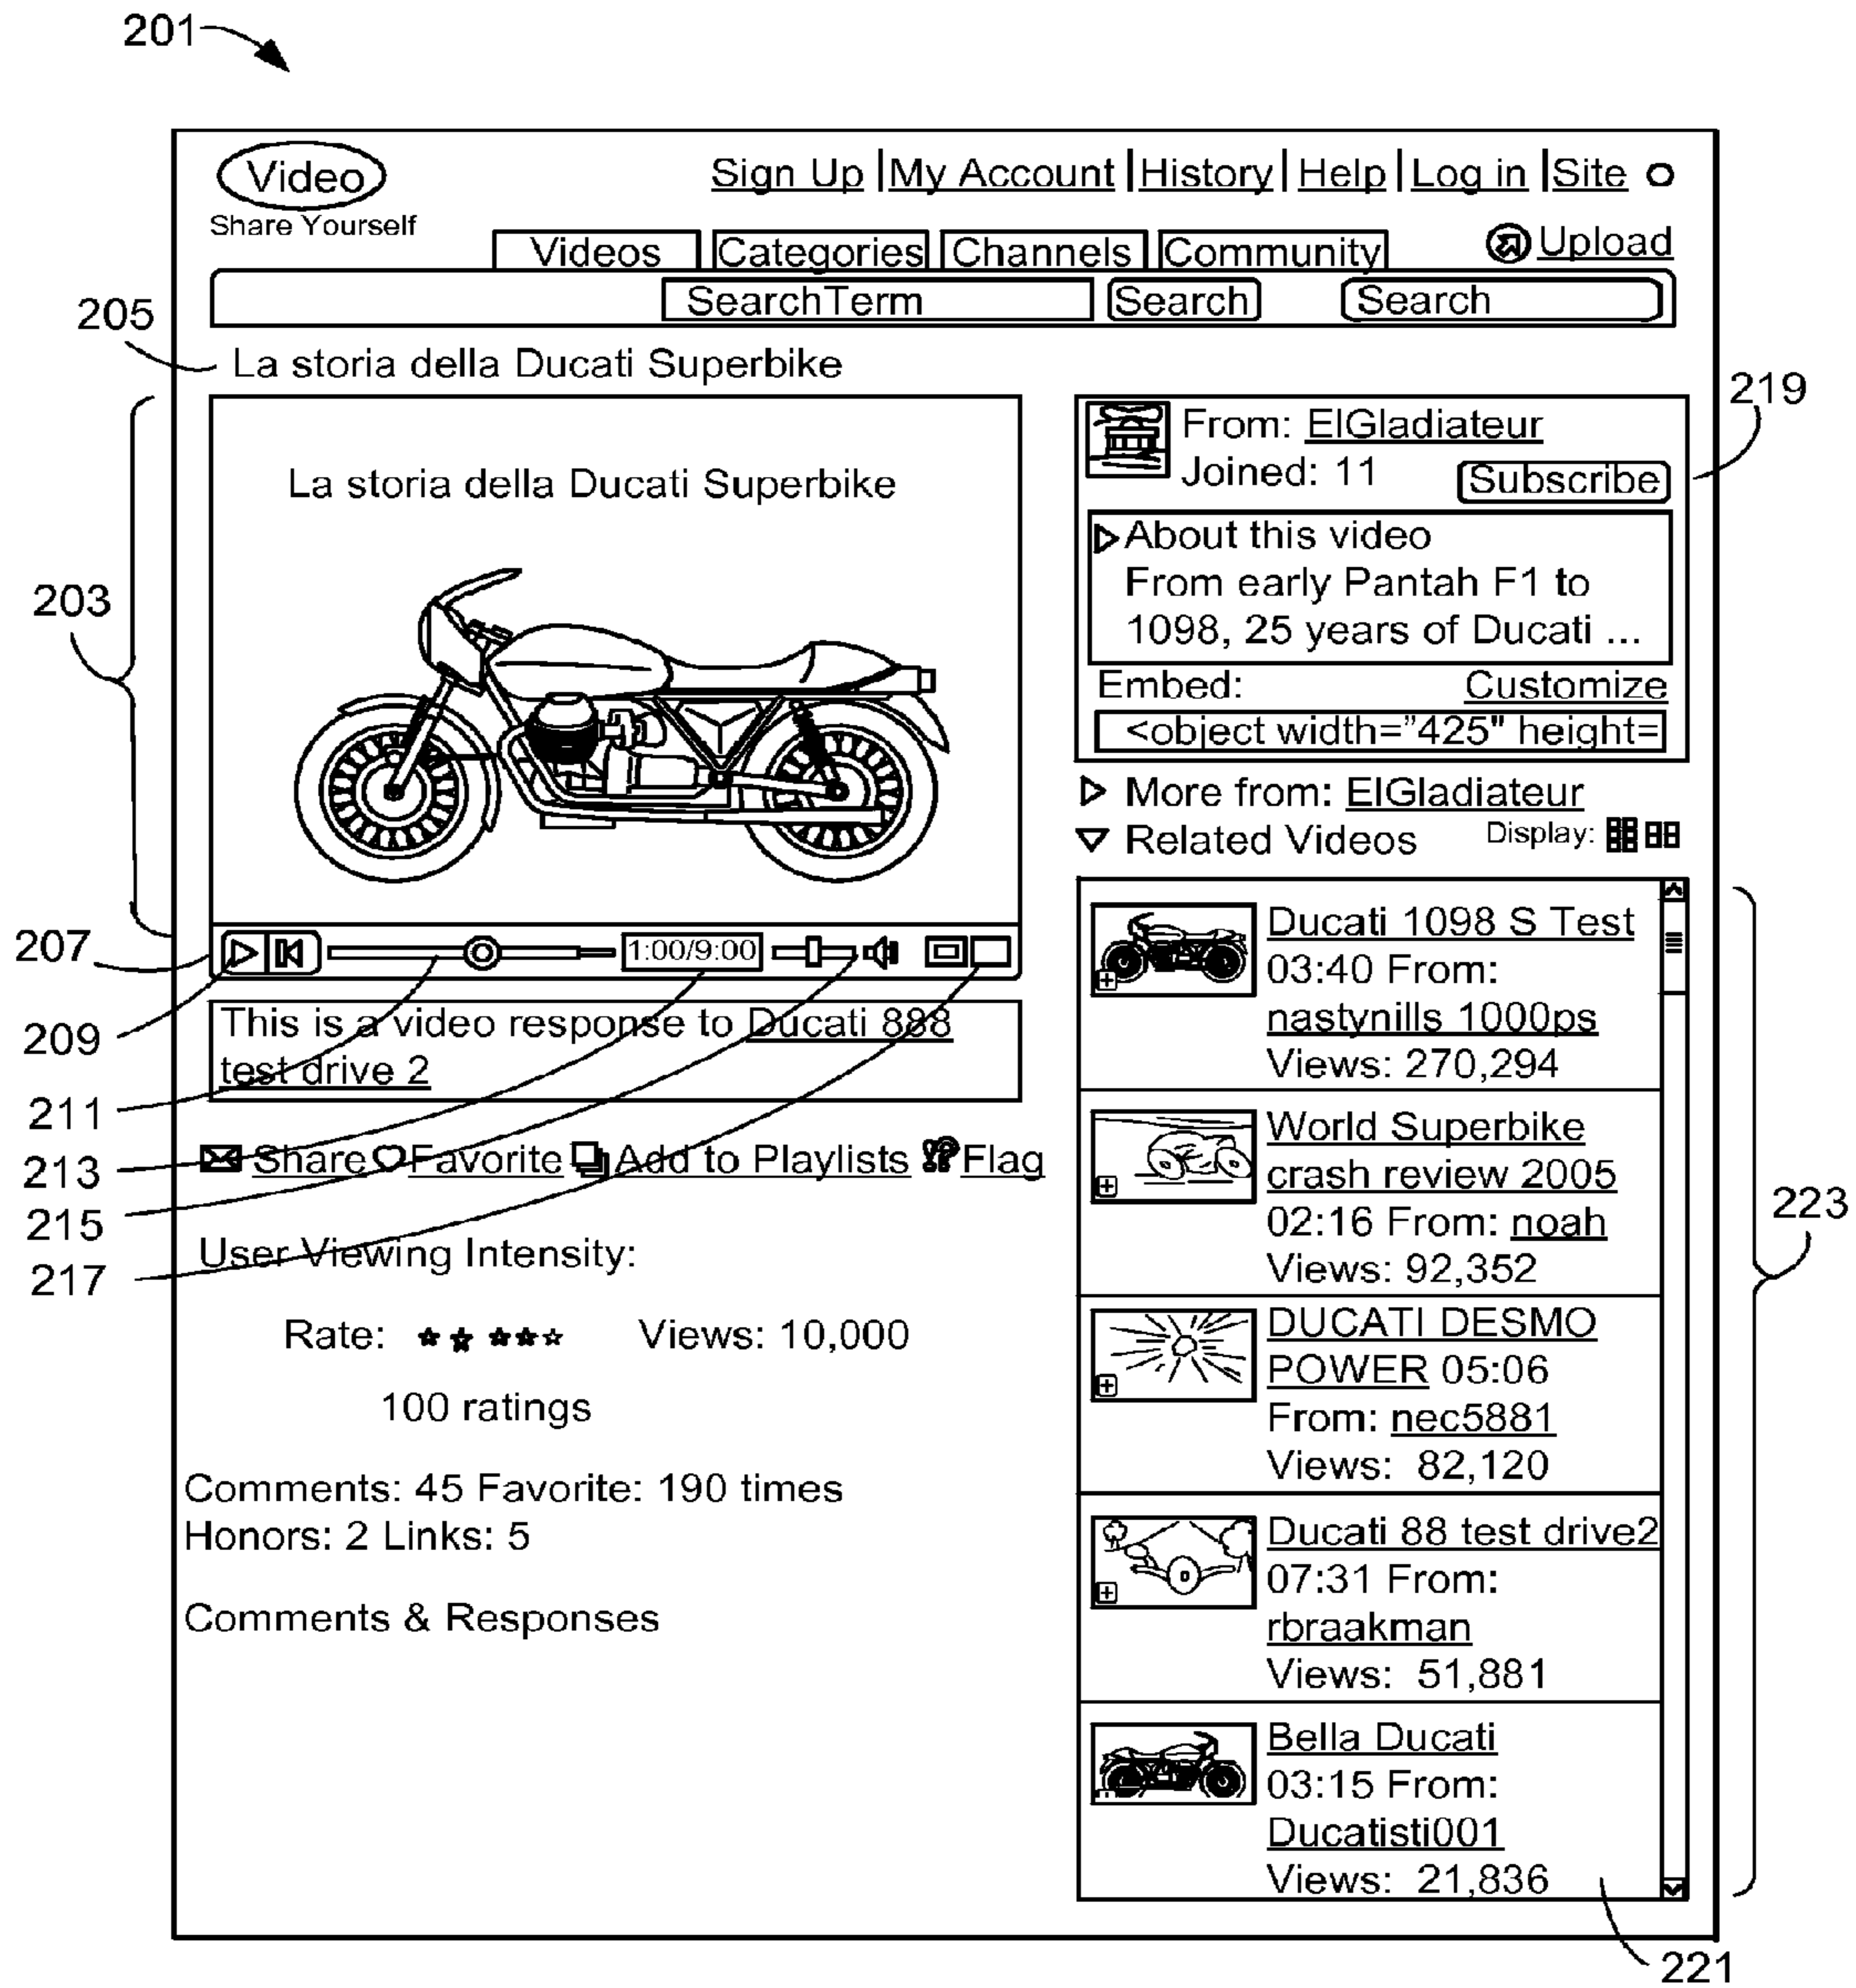 201
Video
Share Yourself
Sign Up | My Account | History | Help | Log in | Site
Videos Categories Channels Community Upload
SearchTerm Search Search
205
La storia della Ducati Superbike
203
La storia della Ducati Superbike
219
From: ElGladiateur
Joined: 11 Subscribe
About this video
From early Pantah F1 to
1098, 25 years of Ducati ...
Embed: Customize
<object width=”425" height=
More from: ElGladiateur
Related Videos Display:
207
1:00/9:00
209
This is a video response to Ducati 888
test drive 2
211
213
Share Favorite Add to Playlists Flag
215
User Viewing Intensity:
217
Rate: Views: 10,000
100 ratings
Comments: 45 Favorite: 190 times
Honors: 2 Links: 5
Comments & Responses
Ducati 1098 S Test
03:40 From:
nastynills 1000ps
Views: 270,294
World Superbike
crash review 2005
02:16 From: noah
Views: 92,352
223
DUCATI DESMO
POWER 05:06
From: nec5881
Views: 82,120
Ducati 88 test drive2
07:31 From:
rbraakman
Views: 51,881
Bella Ducati
03:15 From:
Ducatisti001
Views: 21,836
221